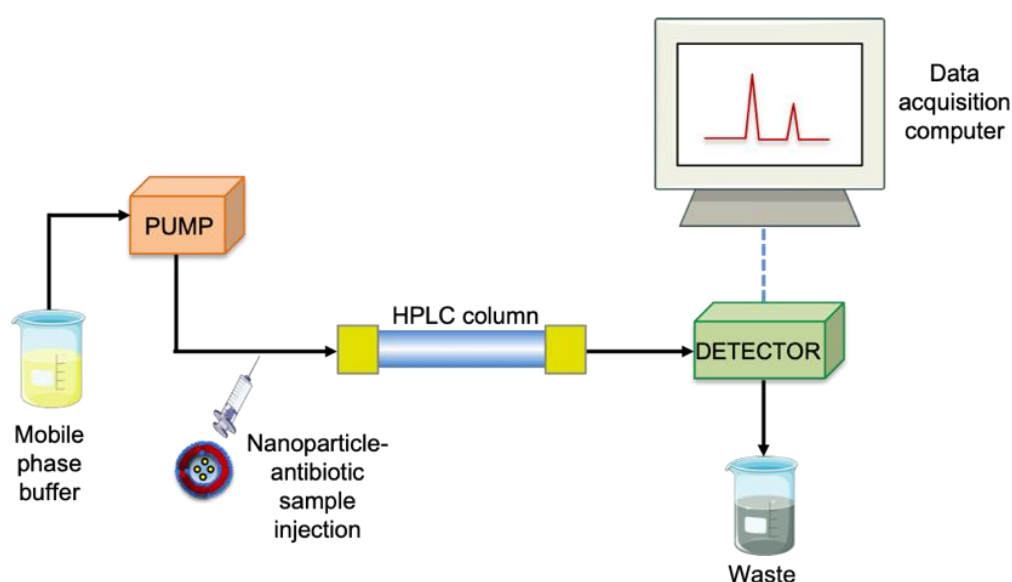 Data
acquisition
computer
PUMP
HPLC column
DETECTOR
Mobile
phase
buffer
Nanoparticle-
antibiotic
sample
injection
Waste